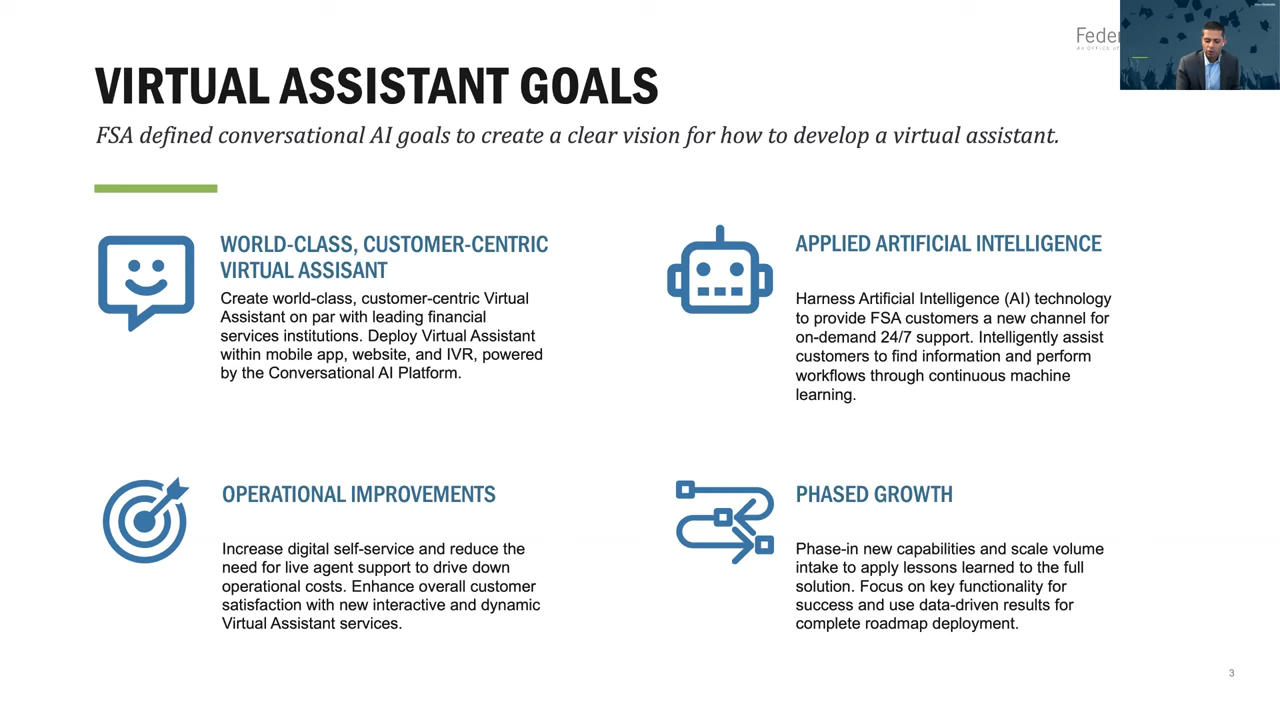 Feder
VIRTUAL ASSISTANT GOALS
FSA defined conversational AI goals to create a clear vision for how to develop a virtual assistant.
WORLD-CLASS, CUSTOMER-CENTRIC
VIRTUAL ASSISANT
Create world-class, customer-centric Virtual
Assistant on par with leading financial
services institutions. Deploy Virtual Assistant
within mobile app, website, and IVR, powered
by the Conversational AI Platform.
APPLIED ARTIFICIAL INTELLIGENCE
Harness Artificial Intelligence (AI) technology
to provide FSA customers a new channel for
on-demand 24/7 support. Intelligently assist
customers to find information and perform
workflows through continuous machine
learning.
OPERATIONAL IMPROVEMENTS
Increase digital self-service and reduce the
need for live agent support to drive down
operational costs. Enhance overall customer
satisfaction with new interactive and dynamic
Virtual Assistant services.
PHASED GROWTH
Phase-in new capabilities and scale volume
intake to apply lessons learned to the full
solution. Focus on key functionality for
success and use data-driven results for
complete roadmap deployment.
3